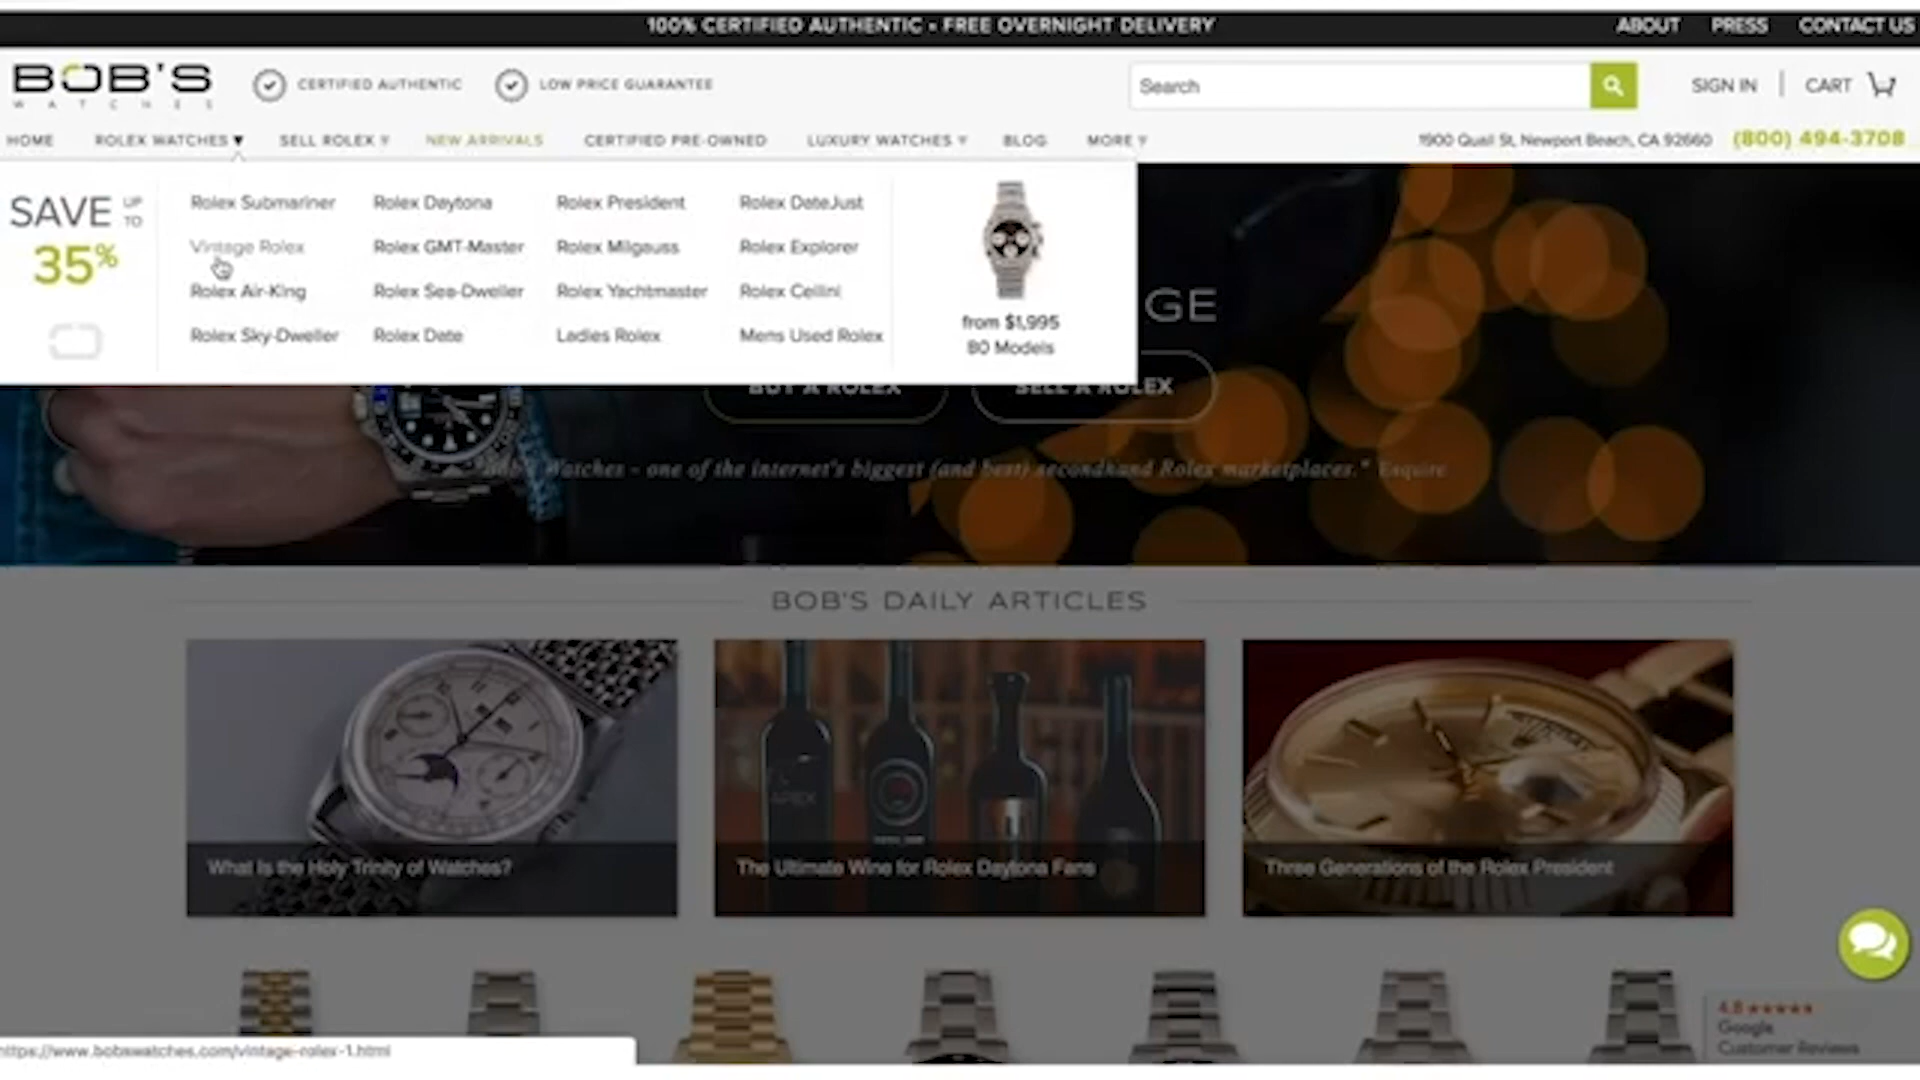 100% CERTIFIED AUTHENTIC • FREE OVERNIGHT DELIVERY
ABOUT PRESS CONTACT US
BOB'S
WATCHES
CERTIFIED AUTHENTIC
LOW PRICE GUARANTEE
Search
SIGN IN | CART
HOME ROLEX WATCHES SELL ROLEX NEW ARRIVALS CERTIFIED PRE-OWNED LUXURY WATCHES BLOG MORE
1900 Quail St, Newport Beach, CA 92660 (800) 494-3708
SAVE UP TO
35%
Rolex Submariner Rolex Daytona Rolex President Rolex DateJust
Vintage Rolex Rolex GMT-Master Rolex Milgauss Rolex Explorer
Rolex Air-King Rolex Sea-Dweller Rolex Yachtmaster Rolex Cellini
Rolex Sky-Dweller Rolex Date Ladies Rolex Mens Used Rolex
from $1,995
80 Models
GE
BUY A ROLEX SELL A ROLEX
Bob's Watches - one of the internet's biggest (and best) secondhand Rolex marketplaces." Esquire
BOB'S DAILY ARTICLES
APEX
What Is the Holy Trinity of Watches?
The Ultimate Wine for Rolex Daytona Fans
Three Generations of the Rolex President
4.8 ★★★★★
Google
Customer Reviews
https://www.bobswatches.com/vintage-rolex-1.html